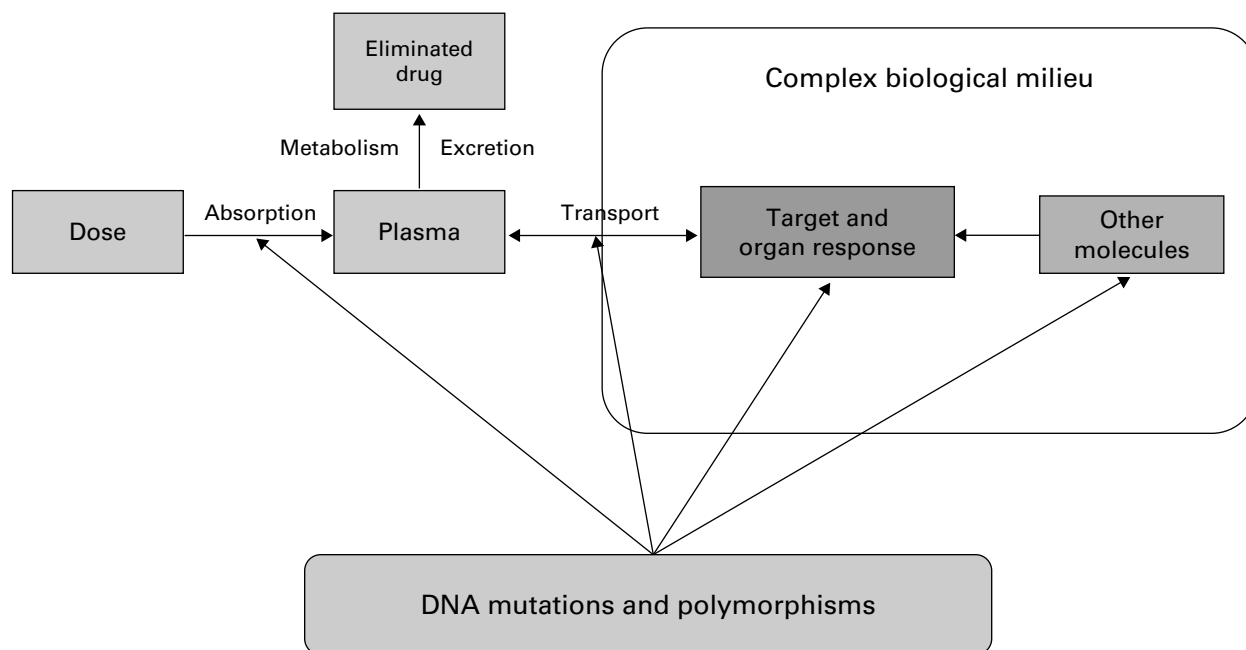 Eliminated
drug
Complex biological milieu
Metabolism
Excretion
Dose
Absorption
Plasma
Transport
Target and
organ response
Other
molecules
DNA mutations and polymorphisms